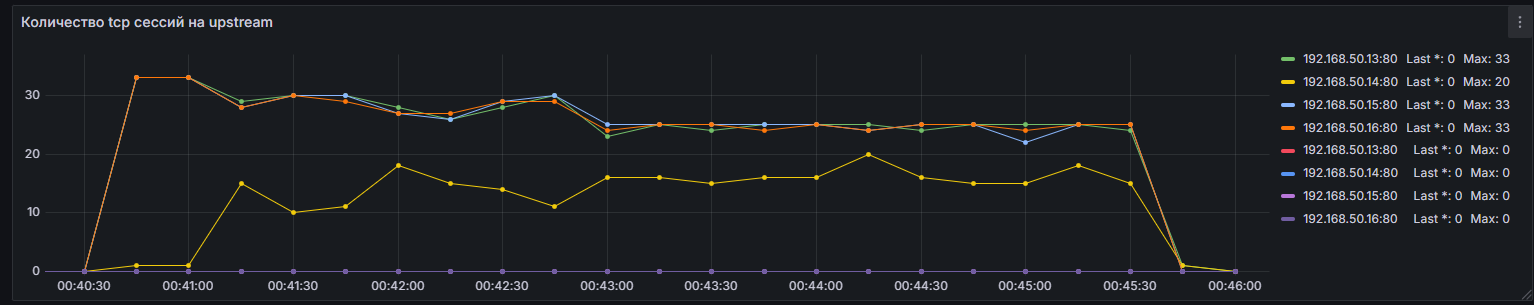 Количество tcp сессий на upstream
30
20
10
0
00:40:30 00:41:00 00:41:30 00:42:00 00:42:30 00:43:00 00:43:30 00:44:00 00:44:30 00:45:00 00:45:30 00:46:00
192.168.50.13:80 Last *: 0 Max: 33
192.168.50.14:80 Last *: 0 Max: 20
192.168.50.15:80 Last *: 0 Max: 33
192.168.50.16:80 Last *: 0 Max: 33
192.168.50.13:80 Last *: 0 Max: 0
192.168.50.14:80 Last *: 0 Max: 0
192.168.50.15:80 Last *: 0 Max: 0
192.168.50.16:80 Last *: 0 Max: 0